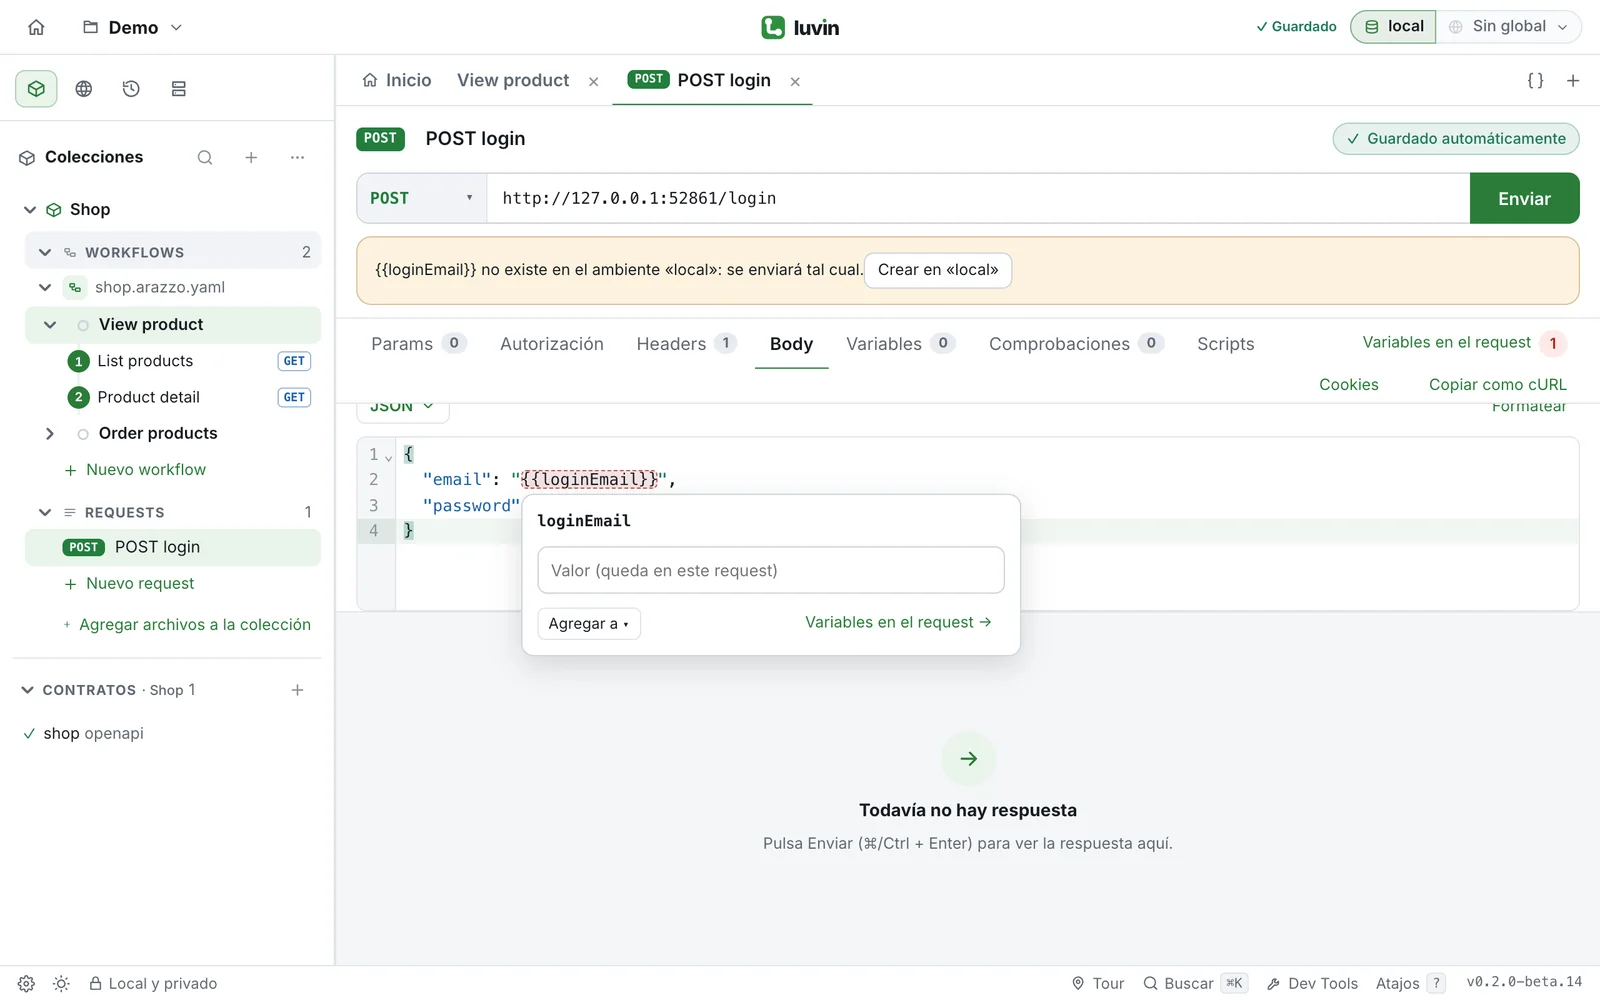 Demo
luvin
Guardado
local
Sin global
Inicio
View product
POST POST login
Colecciones
POST POST login
Guardado automáticamente
Shop
POST
http://127.0.0.1:52861/login
Enviar
WORKFLOWS 2
shop.arazzo.yaml
{{loginEmail}} no existe en el ambiente «local»: se enviará tal cual.
Crear en «local»
View product
1 List products GET
2 Product detail GET
Order products
+ Nuevo workflow
Params 0
Autorización
Headers 1
Body
Variables 0
Comprobaciones 0
Scripts
Variables en el request 1
Cookies
Copiar como cURL
JSON
Formatear
1 {
2 "email": "{{loginEmail}}",
3 "password"
4 }
REQUESTS 1
POST POST login
+ Nuevo request
+ Agregar archivos a la colección
loginEmail
Valor (queda en este request)
Agregar a
Variables en el request →
CONTRATOS · Shop 1
shop openapi
Todavía no hay respuesta
Pulsa Enviar (⌘/Ctrl + Enter) para ver la respuesta aquí.
Local y privado
Tour
Buscar ⌘K
Dev Tools
Atajos ?
v0.2.0-beta.14